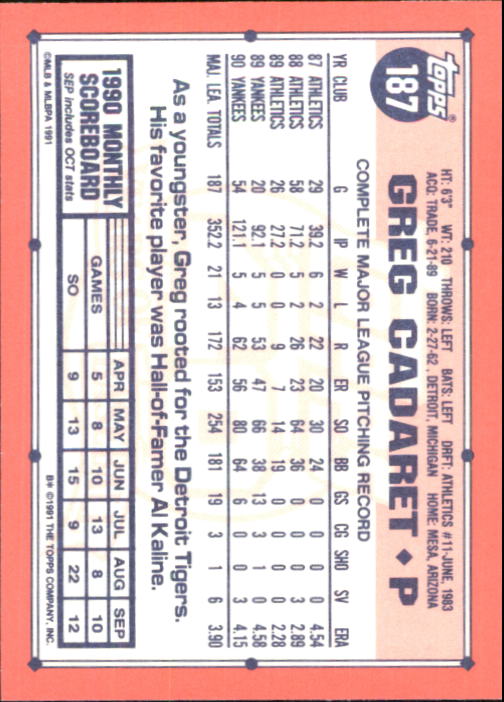 TOPPS®
187
GREG CADARET ♦ P
HT: 6'3" WT: 210 THROWS: LEFT BATS: LEFT DRFT: ATHLETICS #11-JUNE, 1983
ACQ: TRADE, 6-21-89 BORN: 2-27-62, DETROIT, MICHIGAN HOME: MESA, ARIZONA
COMPLETE MAJOR LEAGUE PITCHING RECORD
YR CLUB G IP W L R ER SO BB GS CG SHO SV ERA
87 ATHLETICS 29 39.2 6 2 22 20 30 24 0 0 0 0 4.54
88 ATHLETICS 58 71.2 5 2 26 23 64 36 0 0 0 3 2.89
89 ATHLETICS 26 27.2 0 0 9 7 14 19 0 0 0 0 2.28
89 YANKEES 20 92.1 5 5 53 47 66 38 13 3 1 0 4.58
90 YANKEES 54 121.1 5 4 62 56 80 64 6 0 0 3 4.15
MAJ. LEA. TOTALS 187 352.2 21 13 172 153 254 181 19 3 1 6 3.90
As a youngster, Greg rooted for the Detroit Tigers.
His favorite player was Hall-of-Famer Al Kaline.
1990 MONTHLY
SCOREBOARD
SEP includes OCT stats
APR MAY JUN JUL AUG SEP
GAMES 5 8 10 13 8 10
SO 9 13 15 9 22 12
©MLB & MLBPA 1991
B* ©1991 THE TOPPS COMPANY, INC.